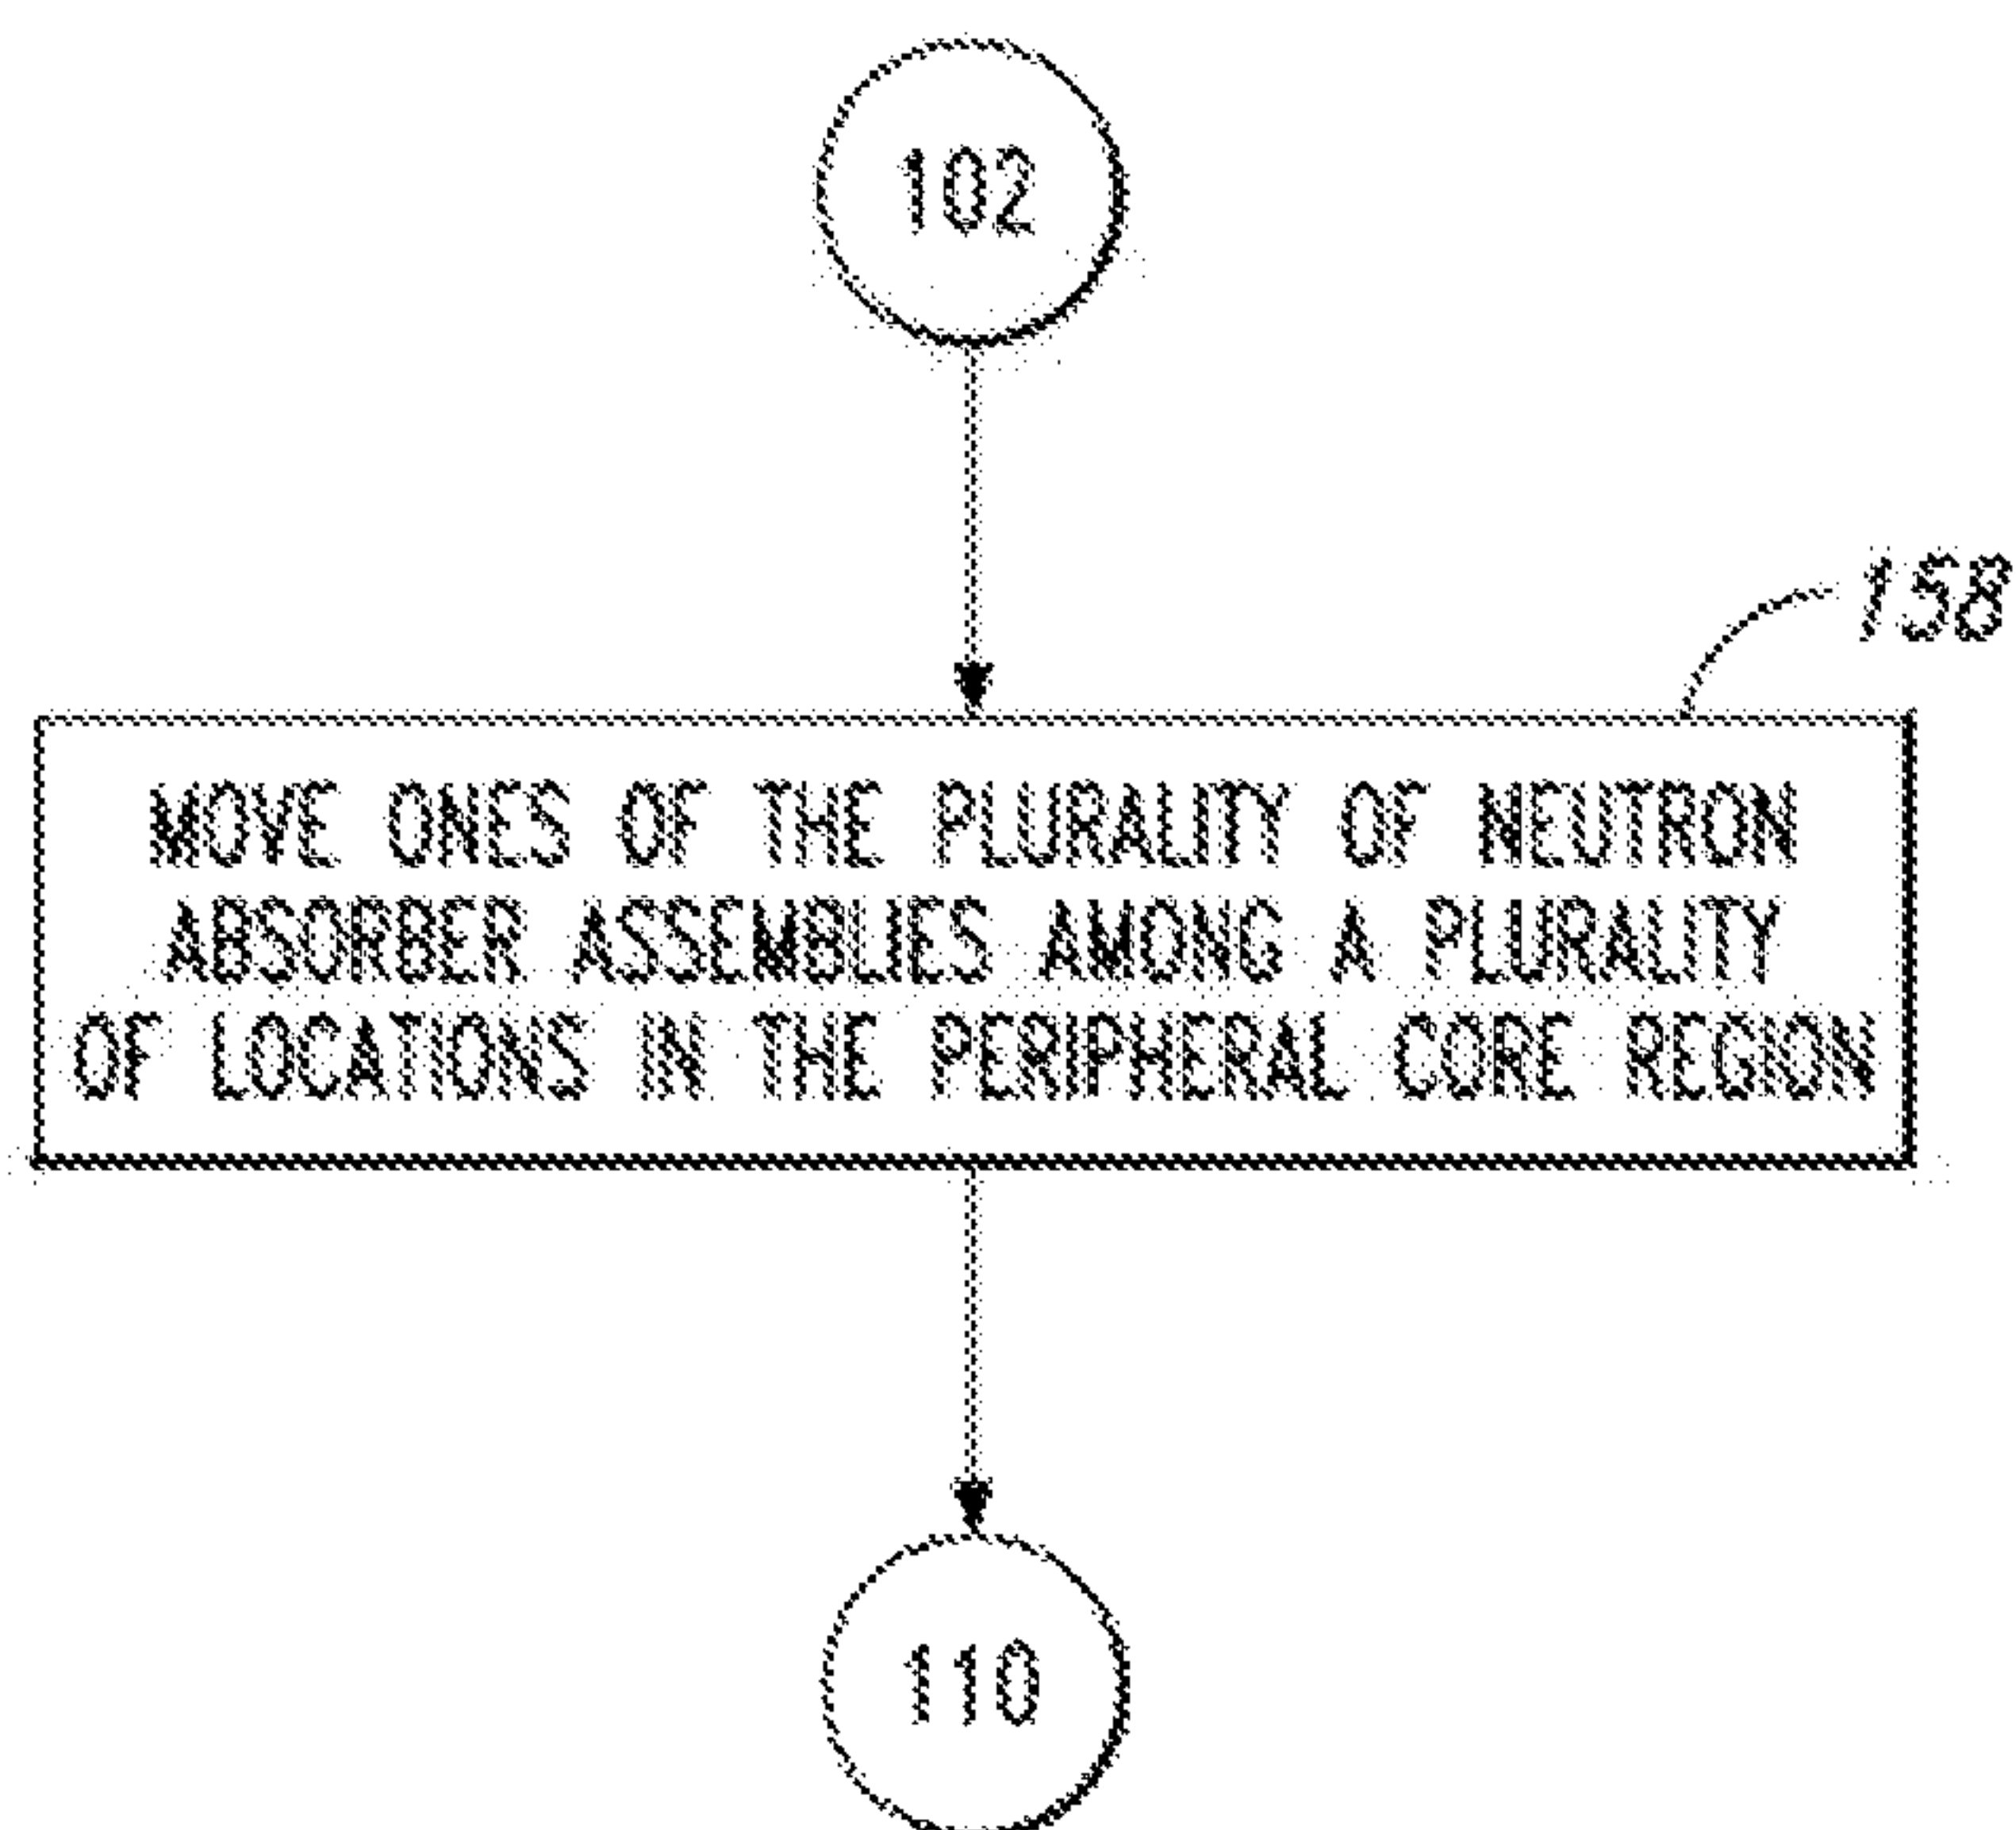 102
158
MOVE ONES OF THE PLURALITY OF NEUTRON
ABSORBER ASSEMBLIES AMONG A PLURALITY
OF LOCATIONS IN THE PERIPHERAL CORE REGION
110